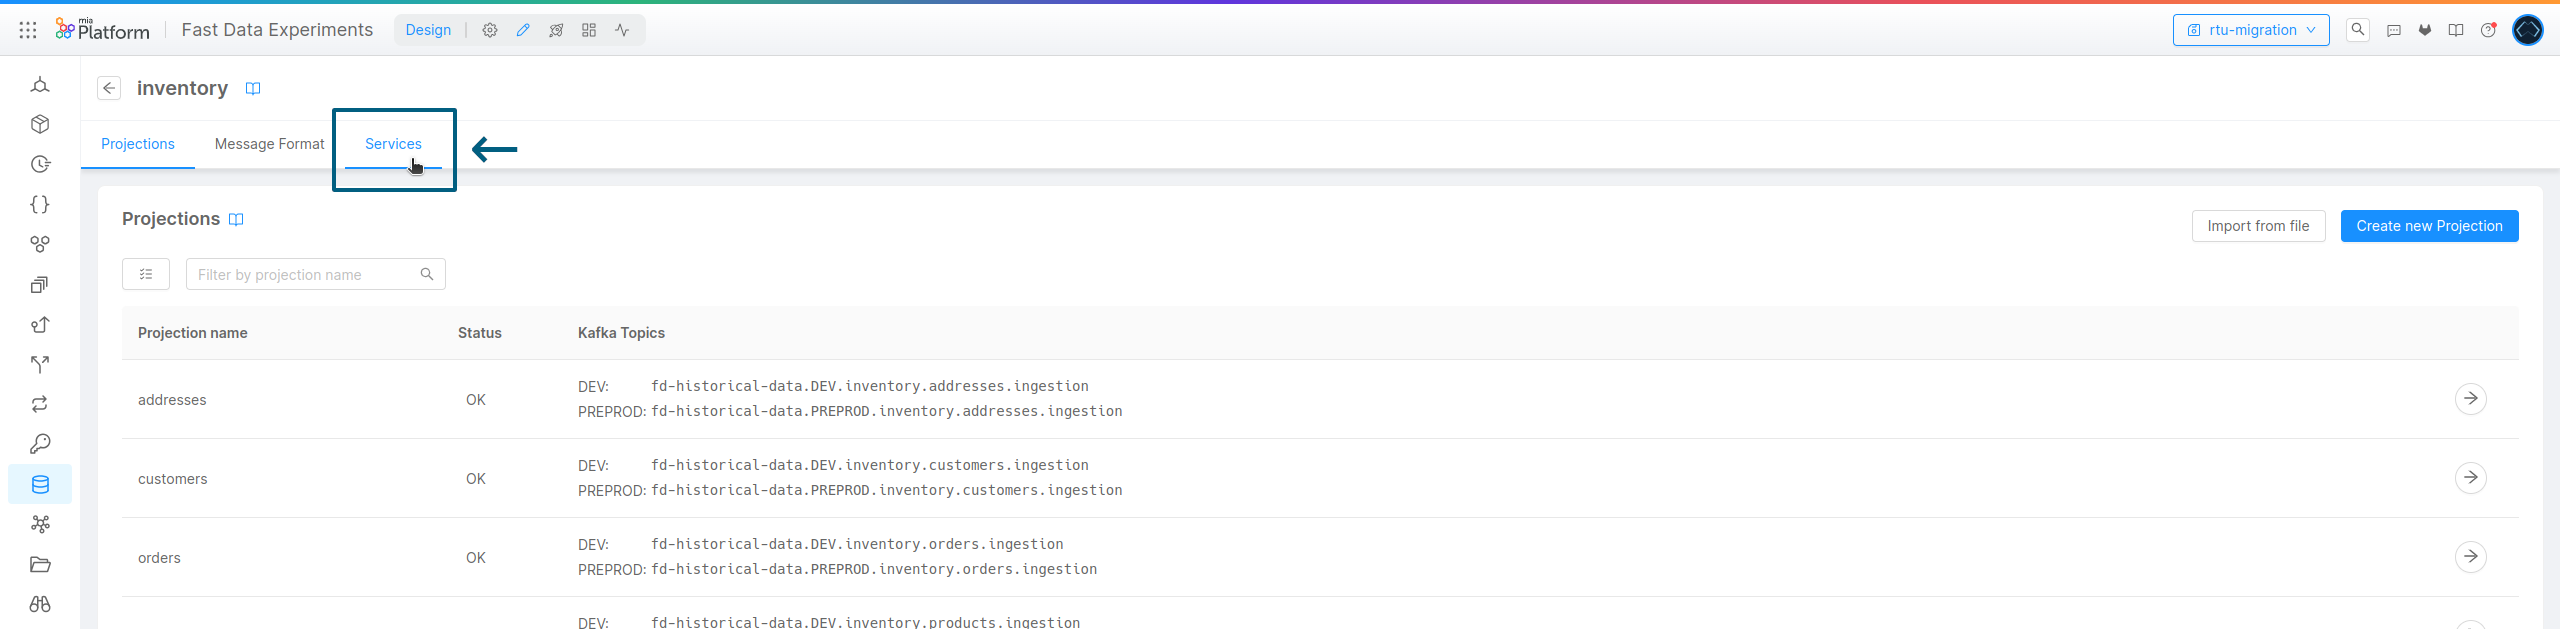 mia
Platform
Fast Data Experiments
Design
rtu-migration
inventory
Projections
Message Format
Services
Projections
Import from file
Create new Projection
Filter by projection name
Projection name
Status
Kafka Topics
addresses
OK
DEV: fd-historical-data.DEV.inventory.addresses.ingestion
PREPROD: fd-historical-data.PREPROD.inventory.addresses.ingestion
customers
OK
DEV: fd-historical-data.DEV.inventory.customers.ingestion
PREPROD: fd-historical-data.PREPROD.inventory.customers.ingestion
orders
OK
DEV: fd-historical-data.DEV.inventory.orders.ingestion
PREPROD: fd-historical-data.PREPROD.inventory.orders.ingestion
DEV: fd-historical-data.DEV.inventory.products.ingestion